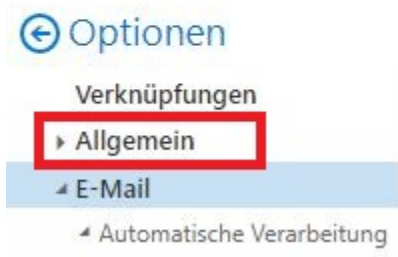 Optionen
Verknüpfungen
Allgemein
E-Mail
Automatische Verarbeitung